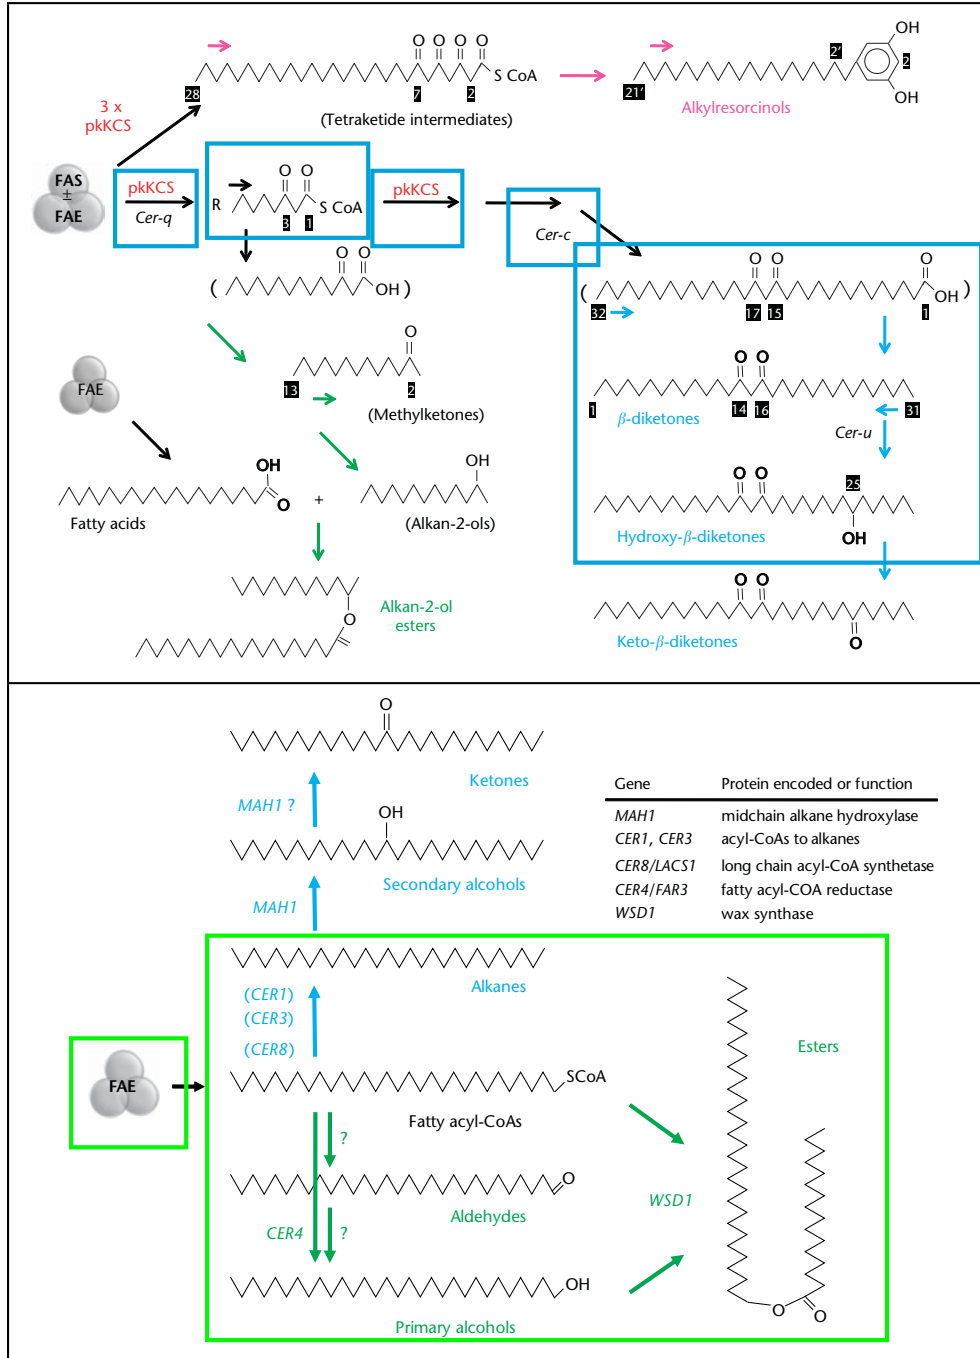 O O O O
S CoA
28
7
2
(Tetraketide intermediates)
OH
2′
2
OH
21′
Alkylresorcinols
3 x
pkKCS
FAS
±
FAE
pkKCS
Cer-q
R
O O
S CoA
3
1
pkKCS
Cer-c
O O
( OH )
O O O
( OH )
32
17
15
1
O
13
2
(Methylketones)
FAE
O O
1
14
16
31
β-diketones
Cer-u
OH
O
Fatty acids
+
OH
(Alkan-2-ols)
O O
25
OH
Hydroxy-β-diketones
O
Alkan-2-ol
esters
O O
O
Keto-β-diketones
O
Ketones
MAH1 ?
OH
Secondary alcohols
MAH1
Gene Protein encoded or function
MAH1 midchain alkane hydroxylase
CER1, CER3 acyl-CoAs to alkanes
CER8/LACS1 long chain acyl-CoA synthetase
CER4/FAR3 fatty acyl-COA reductase
WSD1 wax synthase
Alkanes
(CER1)
(CER3)
(CER8)
Esters
FAE
SCoA
Fatty acyl-CoAs
?
O
Aldehydes
WSD1
CER4
?
OH
Primary alcohols
O
O